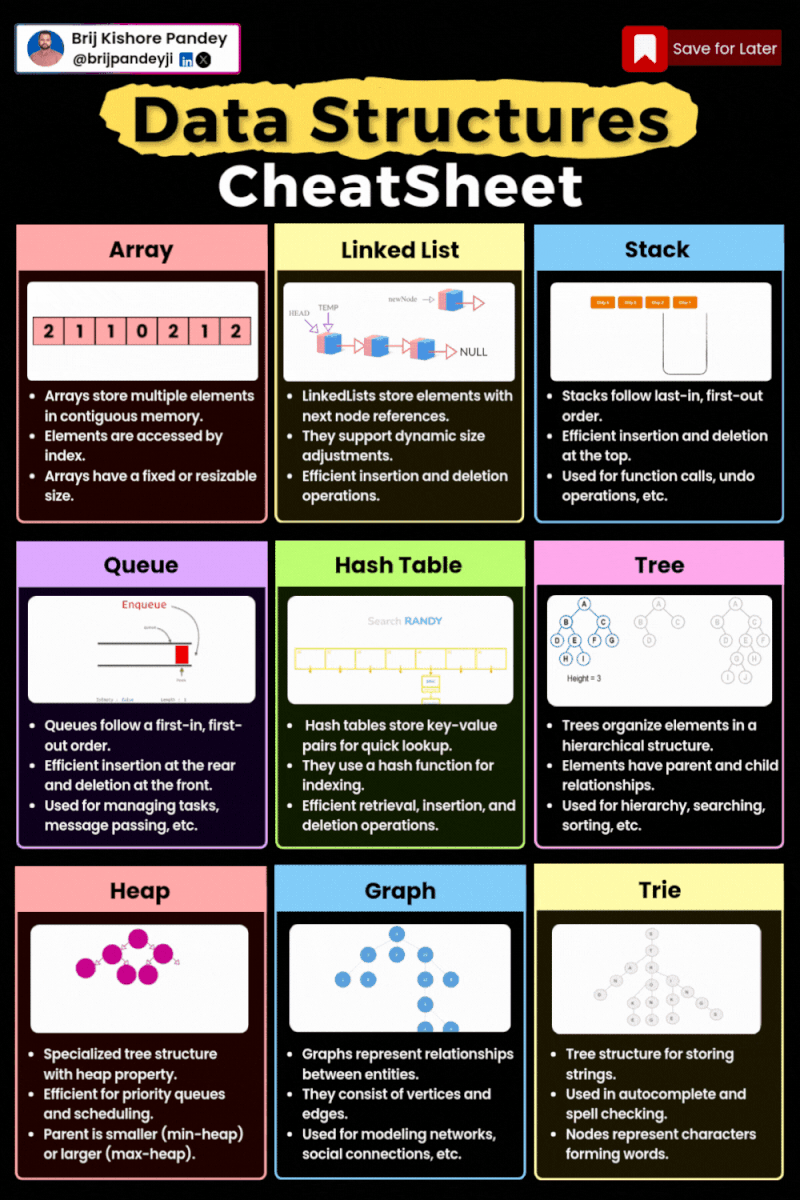 Brij Kishore Pandey
@brijpandeyji in X
Save for Later
Data Structures
CheatSheet
Array
2 1 1 0 2 1 2
• Arrays store multiple elements
in contiguous memory.
• Elements are accessed by
index.
• Arrays have a fixed or resizable
size.
Linked List
newNode
HEAD
TEMP
NULL
• LinkedLists store elements with
next node references.
• They support dynamic size
adjustments.
• Efficient insertion and deletion
operations.
Stack
• Stacks follow last-in, first-out
order.
• Efficient insertion and deletion
at the top.
• Used for function calls, undo
operations, etc.
Queue
Enqueue
• Queues follow a first-in, first-
out order.
• Efficient insertion at the rear
and deletion at the front.
• Used for managing tasks,
message passing, etc.
Hash Table
Search RANDY
• Hash tables store key-value
pairs for quick lookup.
• They use a hash function for
indexing.
• Efficient retrieval, insertion, and
deletion operations.
Tree
A A A
B C B C B C
D E F G D D E F
H I G H
I J
Height = 3
• Trees organize elements in a
hierarchical structure.
• Elements have parent and child
relationships.
• Used for hierarchy, searching,
sorting, etc.
Heap
• Specialized tree structure
with heap property.
• Efficient for priority queues
and scheduling.
• Parent is smaller (min-heap)
or larger (max-heap).
Graph
• Graphs represent relationships
between entities.
• They consist of vertices and
edges.
• Used for modeling networks,
social connections, etc.
Trie
• Tree structure for storing
strings.
• Used in autocomplete and
spell checking.
• Nodes represent characters
forming words.